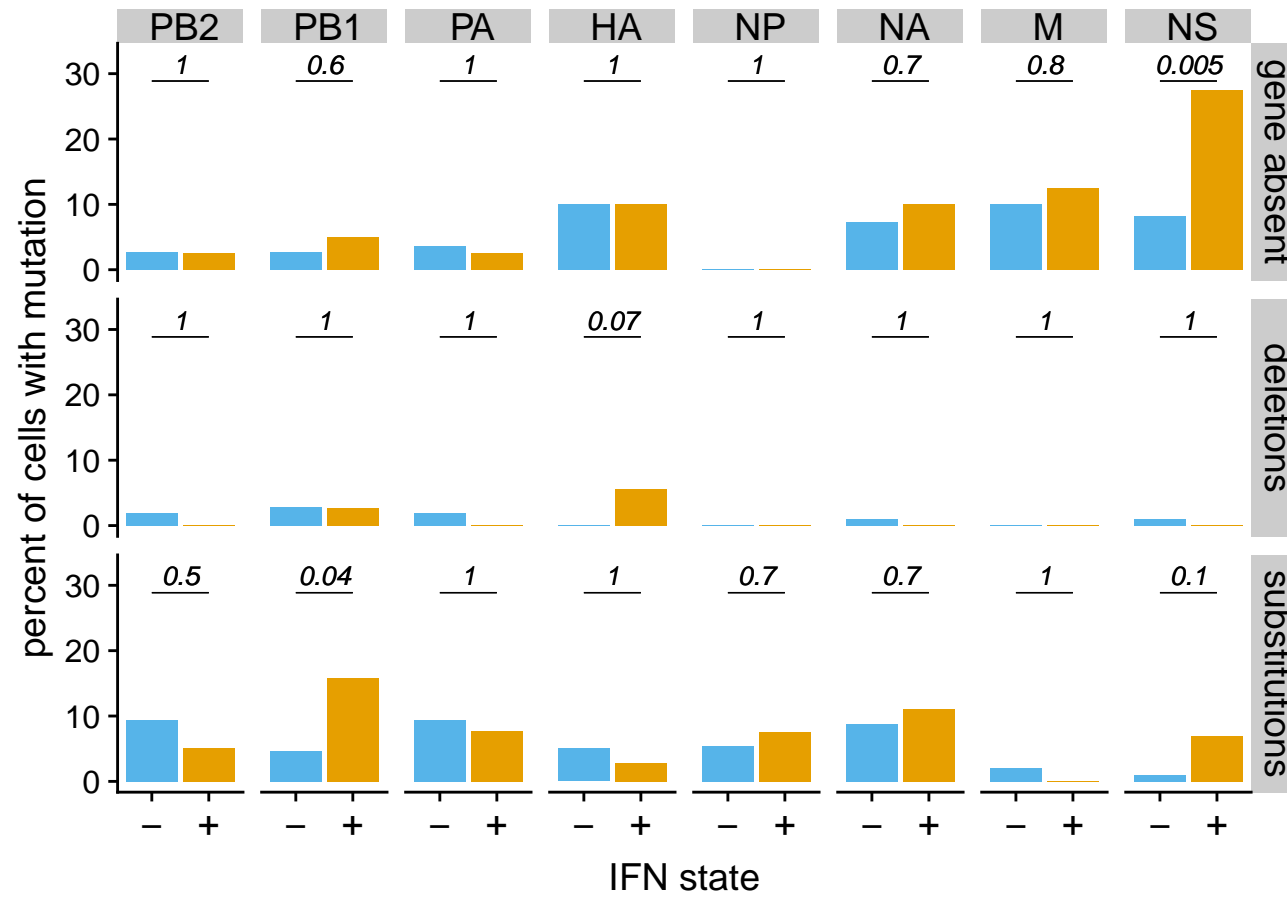 PB2 PB1 PA HA NP NA M NS
percent of cells with mutation
30 1 0.6 1 1 1 0.7 0.8 0.005
20
10
0
gene absent
30 1 1 1 0.07 1 1 1 1
20
10
0
deletions
30 0.5 0.04 1 1 0.7 0.7 1 0.1
20
10
0
substitutions
– + – + – + – + – + – + – + – +
IFN state